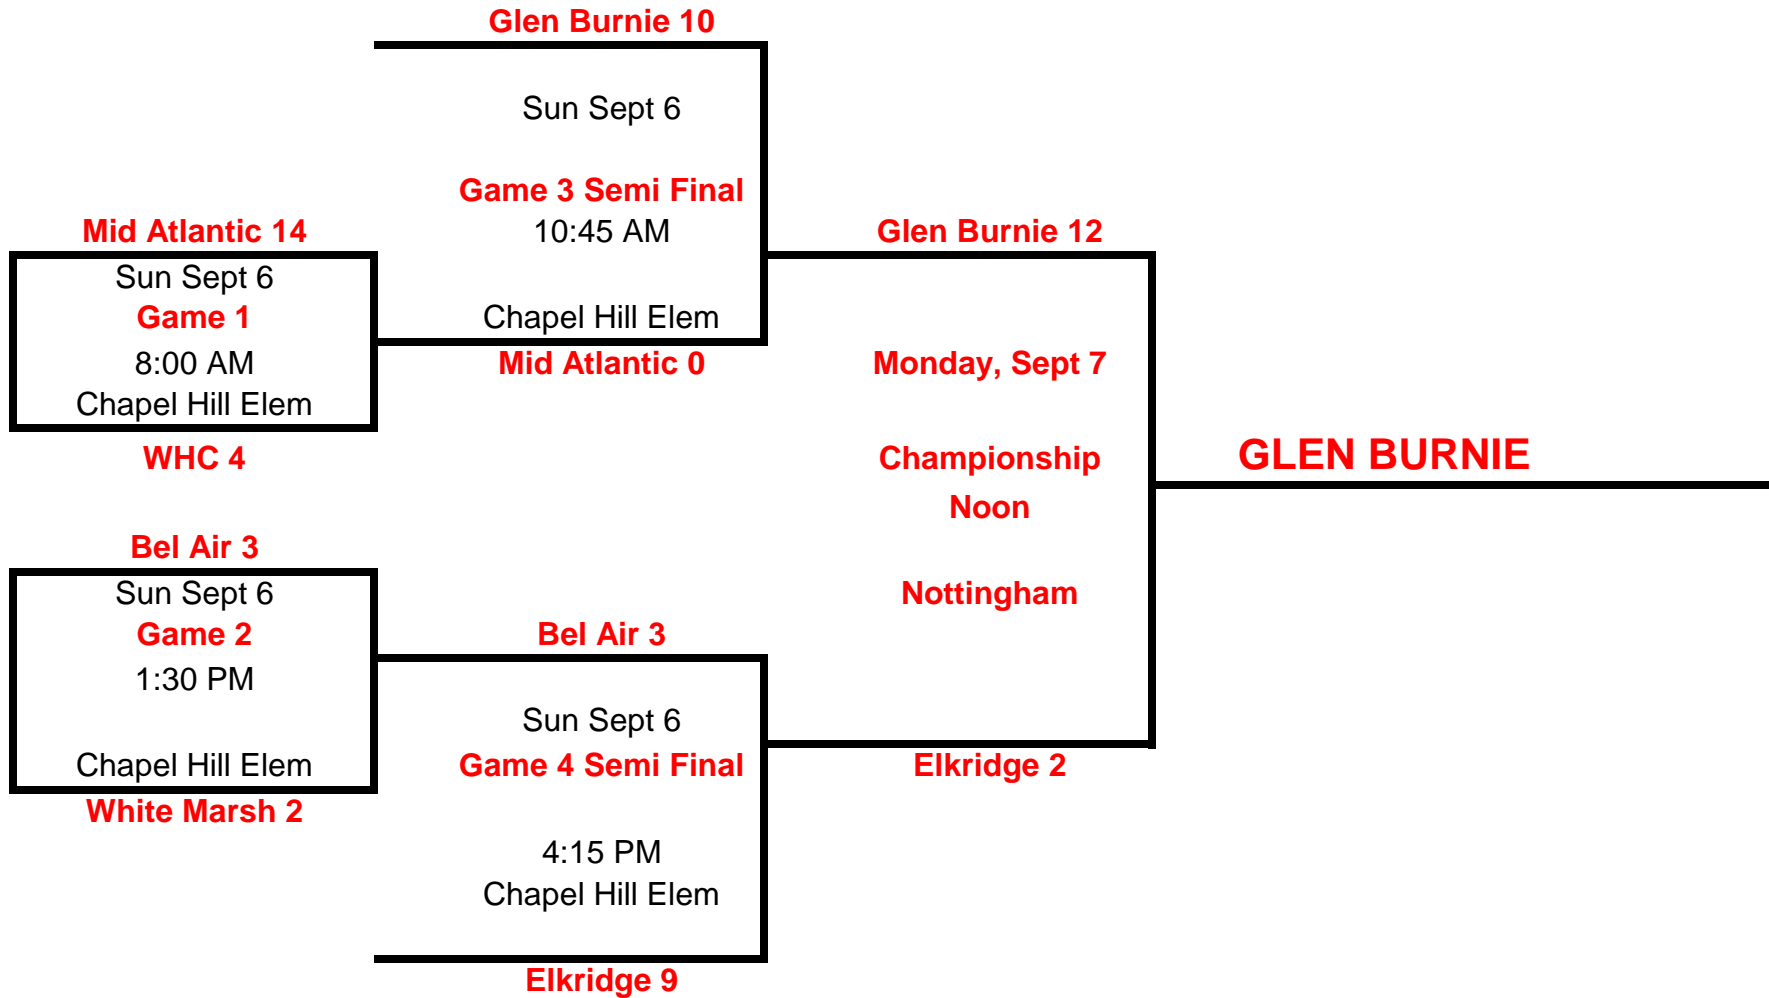 Glen Burnie 10
Sun Sept 6
Game 3 Semi Final
10:45 AM
Chapel Hill Elem
Mid Atlantic 0
Mid Atlantic 14
Sun Sept 6
Game 1
8:00 AM
Chapel Hill Elem
WHC 4
Bel Air 3
Sun Sept 6
Game 2
1:30 PM
Chapel Hill Elem
White Marsh 2
Bel Air 3
Sun Sept 6
Game 4 Semi Final
4:15 PM
Chapel Hill Elem
Elkridge 9
Glen Burnie 12
Monday, Sept 7
Championship
Noon
Nottingham
Elkridge 2
GLEN BURNIE